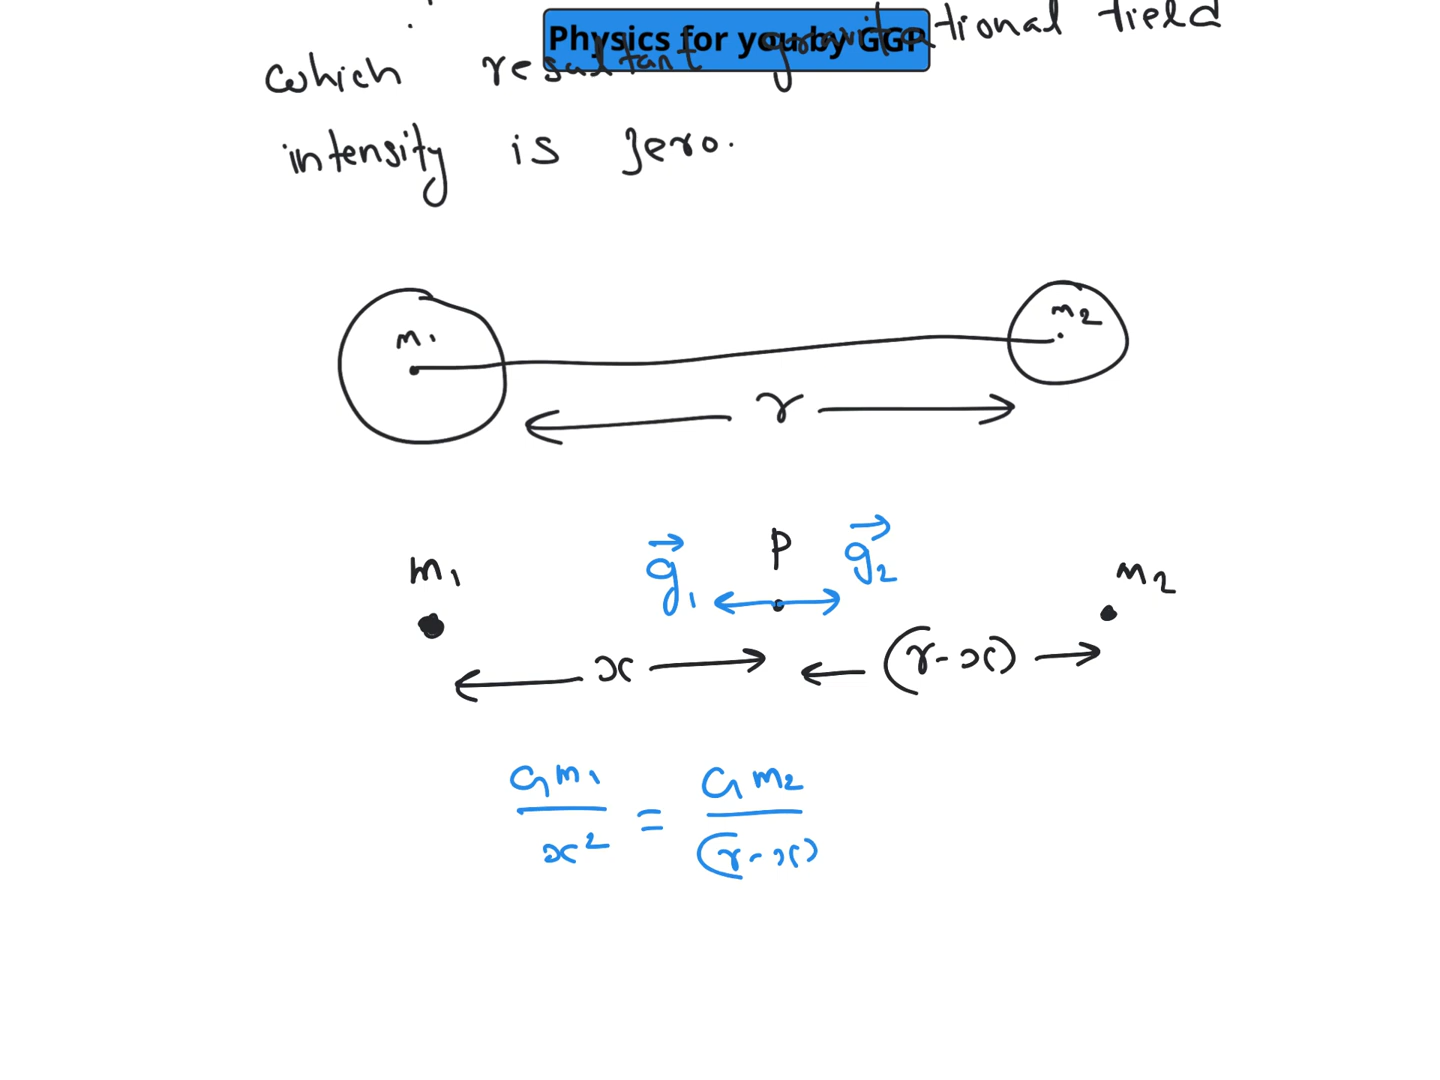 Physics for you by GGP
which resultant gravitational field
intensity is zero.
m₁
m₂
r
P
g⃗₁
g⃗₂
m₁
m₂
x
(r-x)
Gm₁/x² = Gm₂/(r-x)